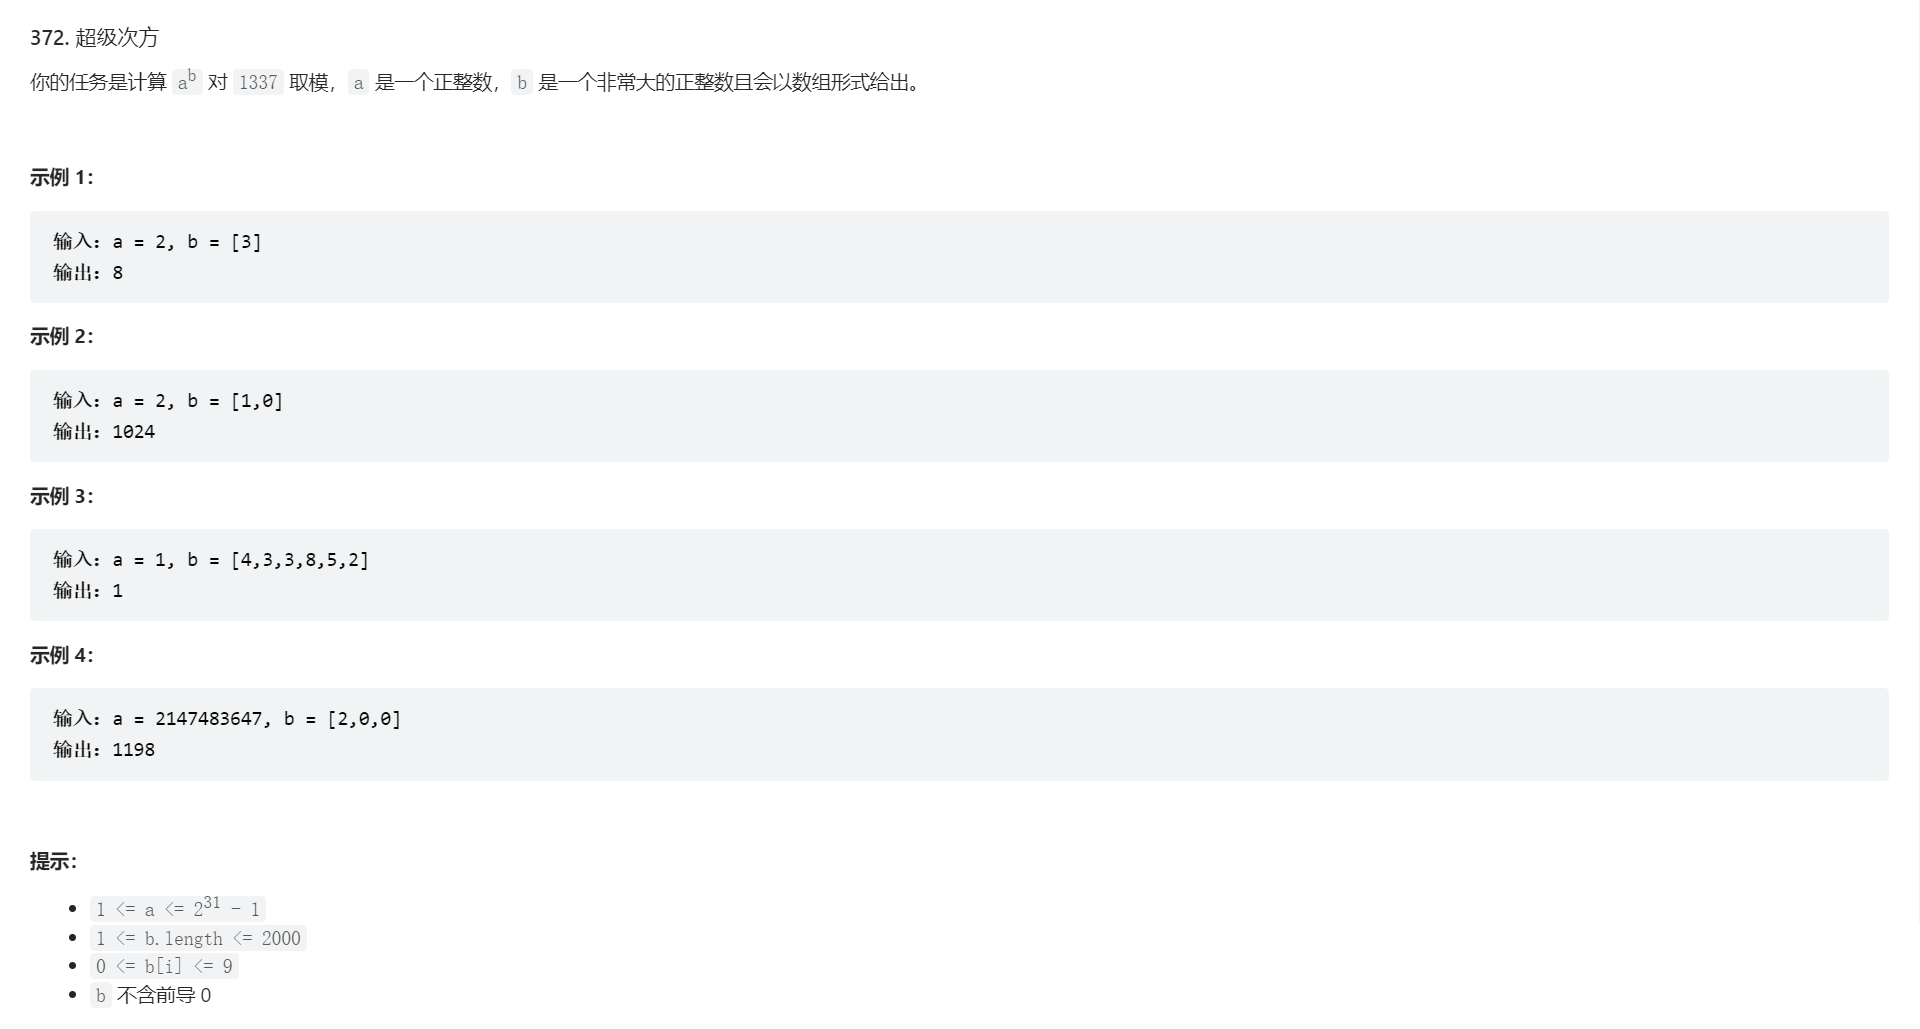 372. 超级次方
你的任务是计算 a^b 对 1337 取模，a 是一个正整数，b 是一个非常大的正整数且会以数组形式给出。
示例 1：
输入：a = 2, b = [3]
输出：8
示例 2：
输入：a = 2, b = [1,0]
输出：1024
示例 3：
输入：a = 1, b = [4,3,3,8,5,2]
输出：1
示例 4：
输入：a = 2147483647, b = [2,0,0]
输出：1198
提示：
1 <= a <= 2^31 - 1
1 <= b.length <= 2000
0 <= b[i] <= 9
b 不含前导 0